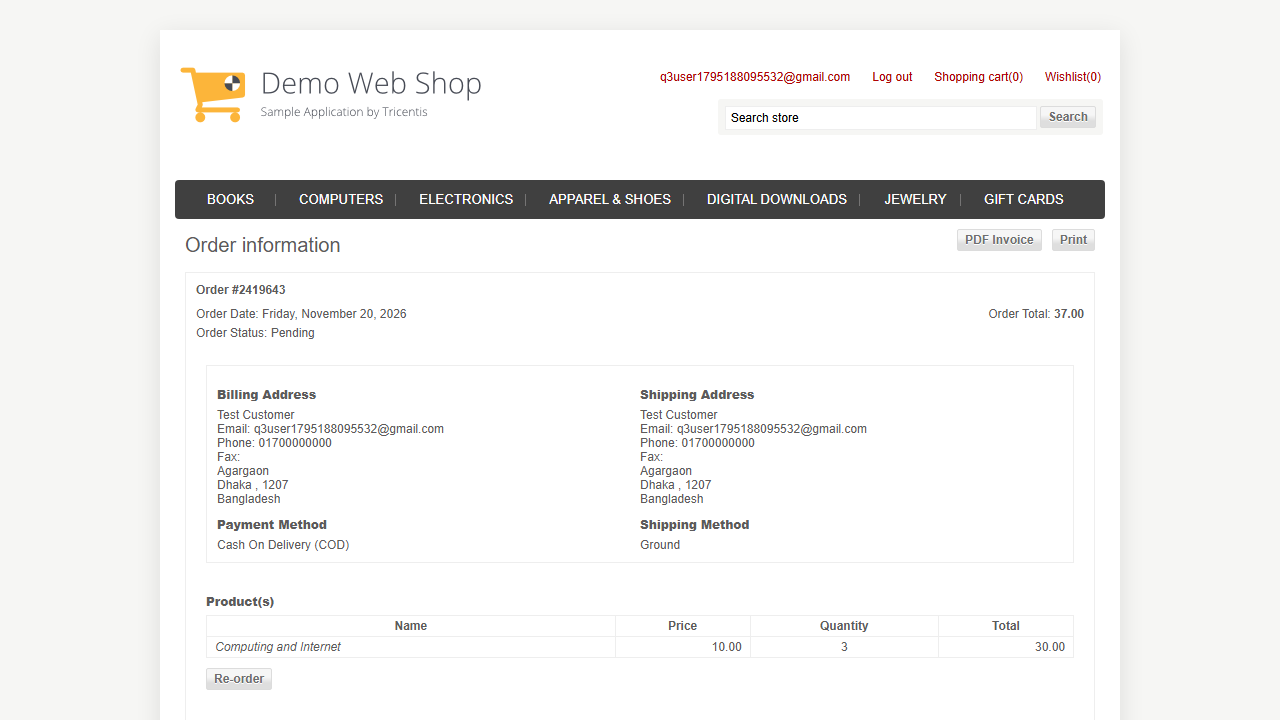 Demo Web Shop
Sample Application by Tricentis
q3user1795188095532@gmail.com Log out Shopping cart(0) Wishlist(0)
Search store Search
BOOKS COMPUTERS ELECTRONICS APPAREL & SHOES DIGITAL DOWNLOADS JEWELRY GIFT CARDS
Order information PDF Invoice Print
Order #2419643
Order Date: Friday, November 20, 2026 Order Total: 37.00
Order Status: Pending
Billing Address
Test Customer
Email: q3user1795188095532@gmail.com
Phone: 01700000000
Fax:
Agargaon
Dhaka , 1207
Bangladesh
Payment Method
Cash On Delivery (COD)
Shipping Address
Test Customer
Email: q3user1795188095532@gmail.com
Phone: 01700000000
Fax:
Agargaon
Dhaka , 1207
Bangladesh
Shipping Method
Ground
Product(s)
Name Price Quantity Total
Computing and Internet 10.00 3 30.00
Re-order